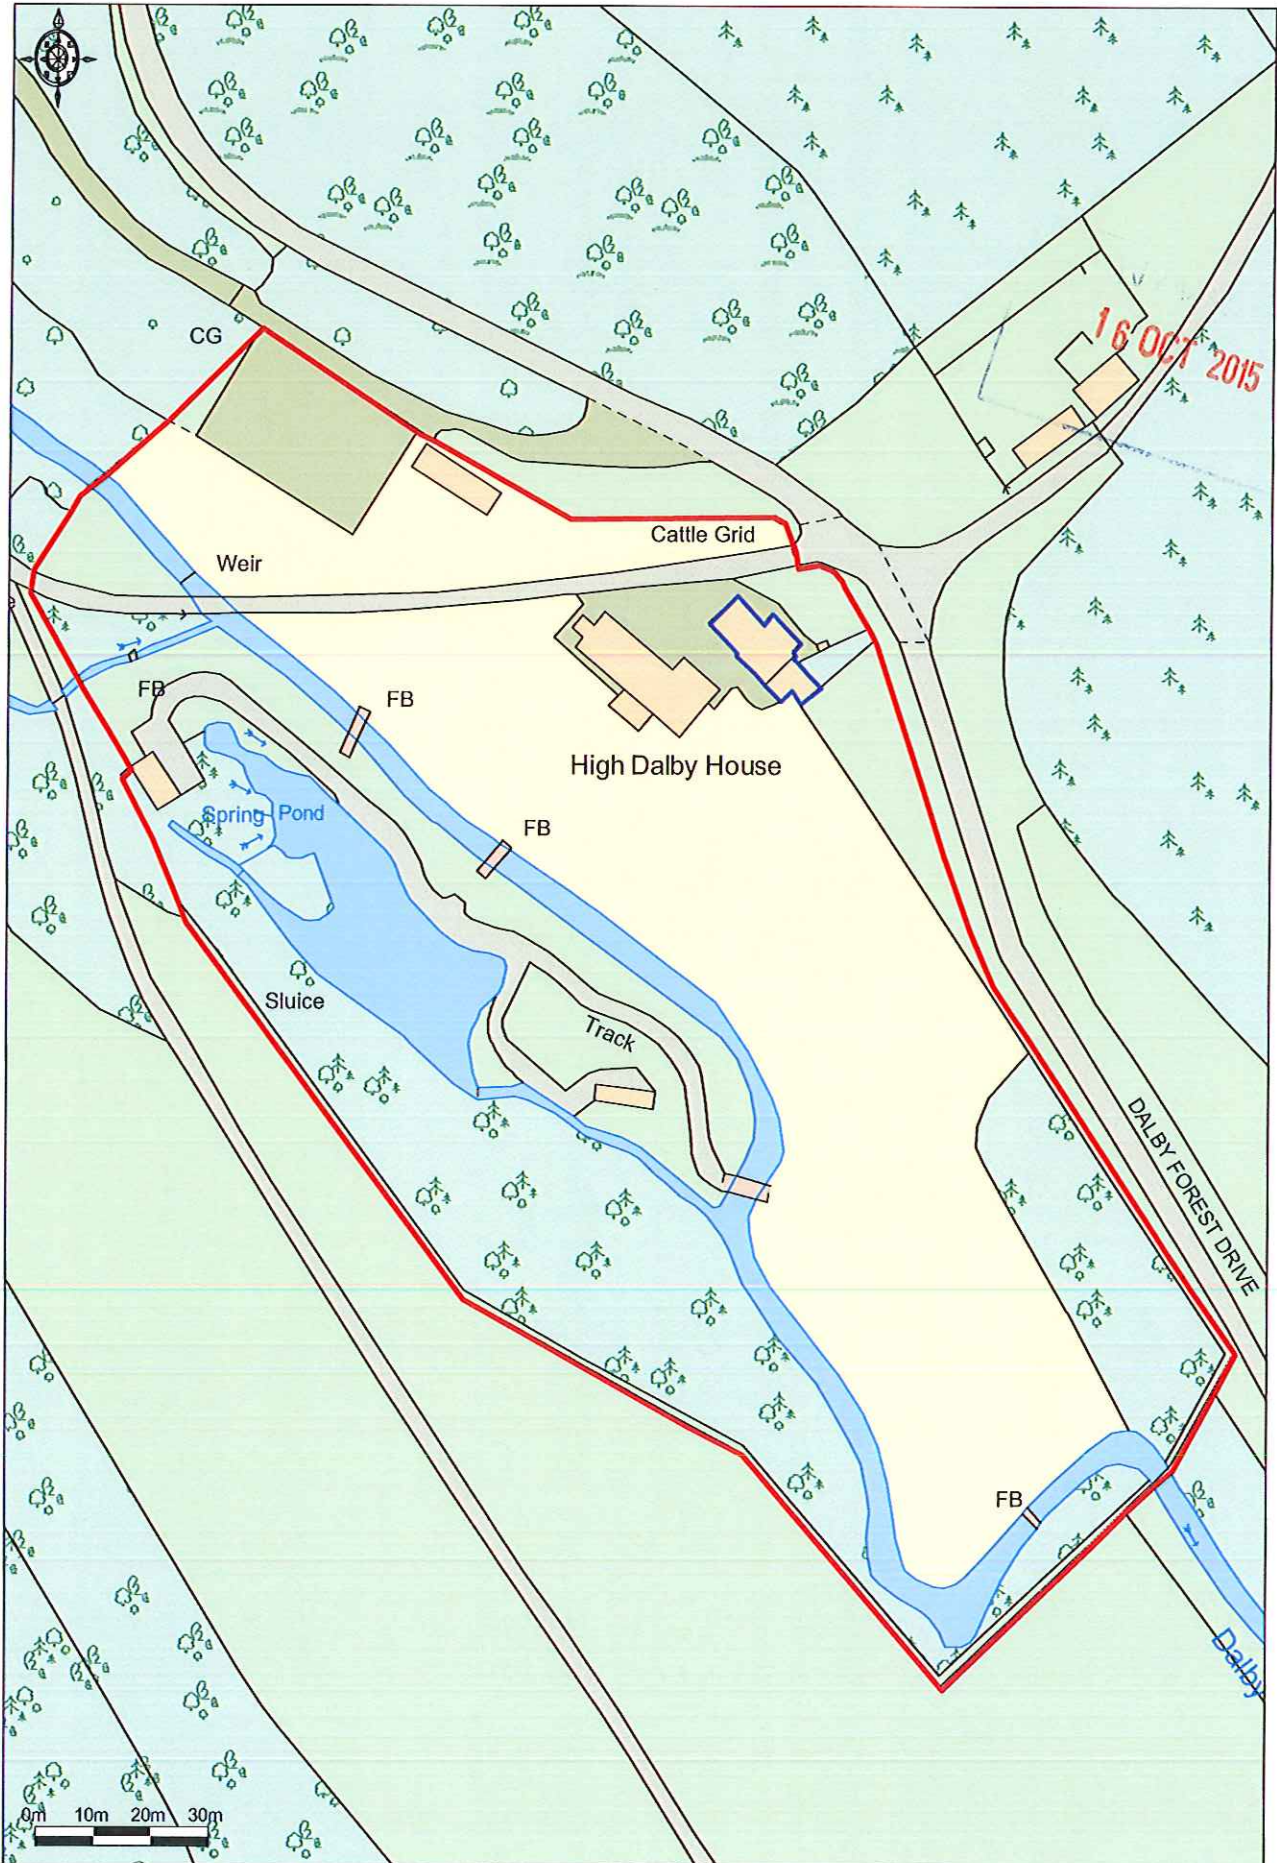 CG
16 OCT 2015
Cattle Grid
Weir
FB
FB
High Dalby House
Spring Pond
FB
Sluice
Track
DALBY FOREST DRIVE
FB
Dalby
0m 10m 20m 30m